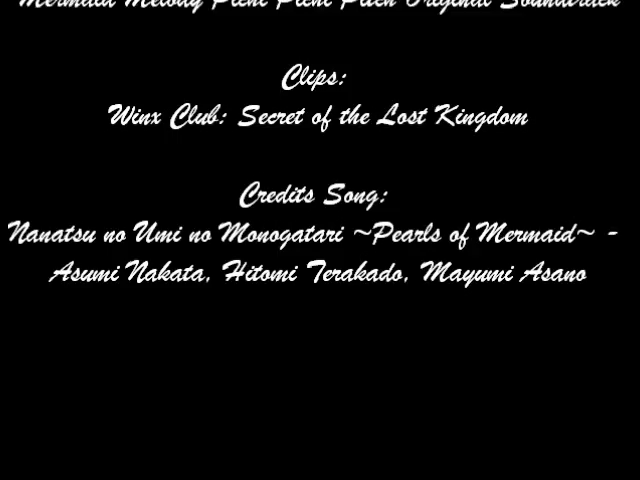 Mermaid Melody Pichi Pichi Pitch Original Soundtrack
Clips:
Winx Club: Secret of the Lost Kingdom
Credits Song:
Nanatsu no Umi no Monogatari ~Pearls of Mermaid~ -
Asumi Nakata, Hitomi Terakado, Mayumi Asano